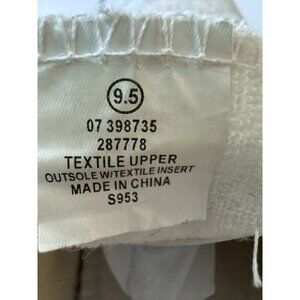 9.5
07 398735
287778
TEXTILE UPPER
OUTSOLE W/TEXTILE INSERT
MADE IN CHINA
S953